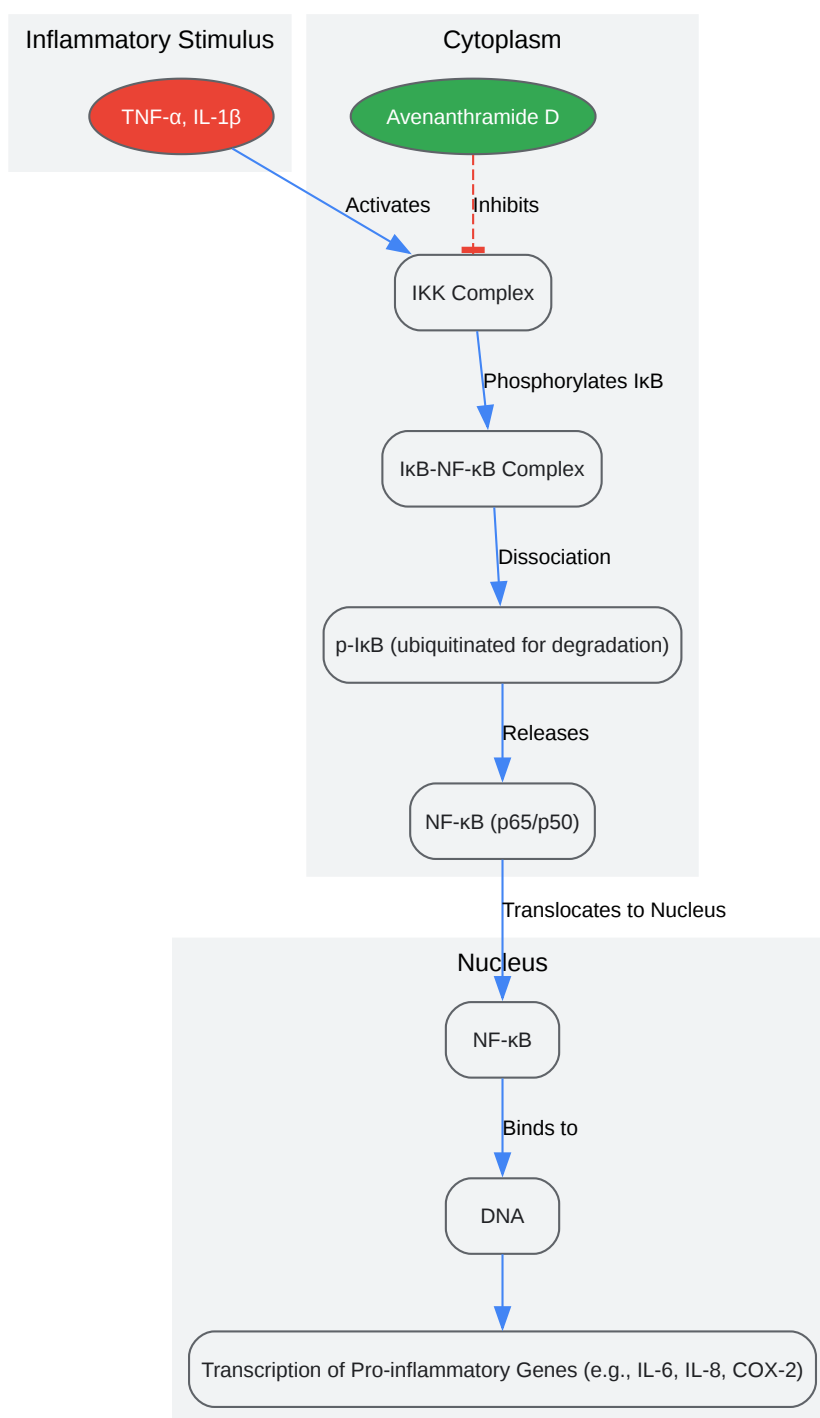 Inflammatory Stimulus
Cytoplasm
TNF-α, IL-1β
Avenanthramide D
Activates
Inhibits
IKK Complex
Phosphorylates IκB
IκB-NF-κB Complex
Dissociation
p-IκB (ubiquitinated for degradation)
Releases
NF-κB (p65/p50)
Translocates to Nucleus
Nucleus
NF-κB
Binds to
DNA
Transcription of Pro-inflammatory Genes (e.g., IL-6, IL-8, COX-2)